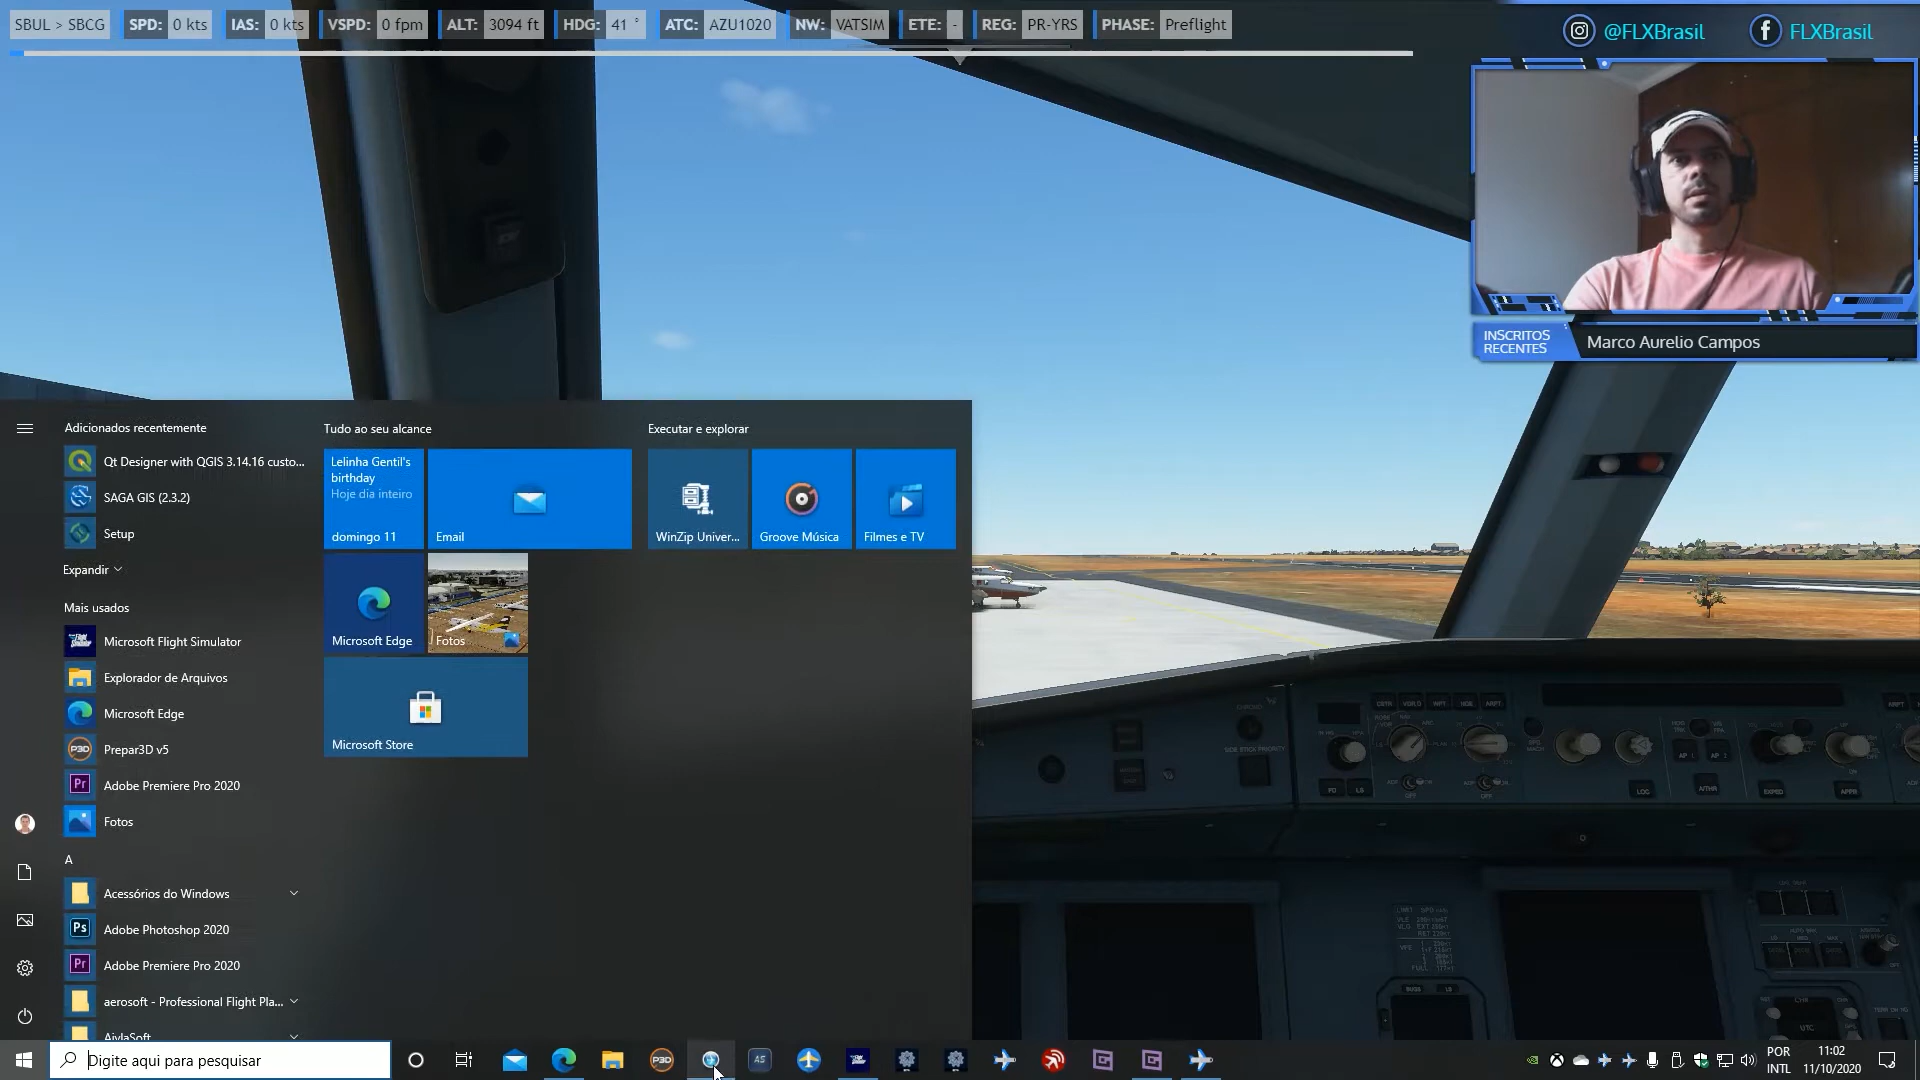 SBUL > SBCG SPD: 0 kts IAS: 0 kts VSPD: 0 fpm ALT: 3094 ft HDG: 41 ° ATC: AZU1020 NW: VATSIM ETE: - REG: PR-YRS PHASE: Preflight
@FLXBrasil FLXBrasil
INSCRITOS
RECENTES
Marco Aurelio Campos
Adicionados recentemente
Qt Designer with QGIS 3.14.16 custo...
SAGA GIS (2.3.2)
Setup
Expandir
Mais usados
Microsoft Flight Simulator
Explorador de Arquivos
Microsoft Edge
Prepar3D v5
Adobe Premiere Pro 2020
Fotos
A
Acessórios do Windows
Adobe Photoshop 2020
Adobe Premiere Pro 2020
aerosoft - Professional Flight Pla...
AivlaSoft
Tudo ao seu alcance
Lelinha Gentil's
birthday
Hoje dia inteiro
domingo 11
Email
Microsoft Edge
Fotos
Microsoft Store
Executar e explorar
WinZip Univer...
Groove Música
Filmes e TV
SIDE STICK PRIORITY
Digite aqui para pesquisar
P3D
AS
POR
INTL
11:02
11/10/2020